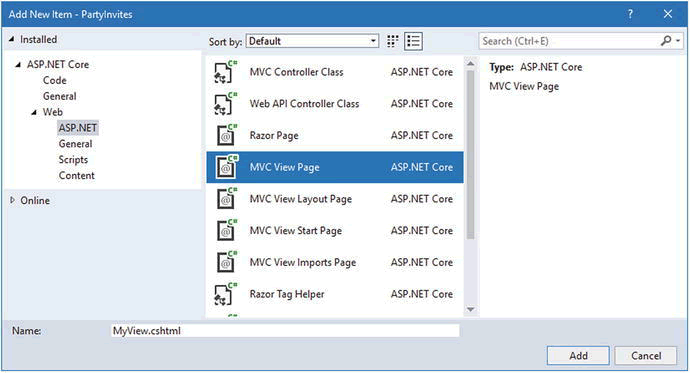 Add New Item - PartyInvites ? ×
Installed
Sort by: Default
Search (Ctrl+E)
ASP.NET Core
Code
General
Web
ASP.NET
General
Scripts
Content
Online
C# MVC Controller Class ASP.NET Core
C# Web API Controller Class ASP.NET Core
C# @ Razor Page ASP.NET Core
C# @ MVC View Page ASP.NET Core
C# @ MVC View Layout Page ASP.NET Core
C# @ MVC View Start Page ASP.NET Core
C# @ MVC View Imports Page ASP.NET Core
C# Razor Tag Helper ASP.NET Core
C#
Type: ASP.NET Core
MVC View Page
Name: MyView.cshtml
Add Cancel